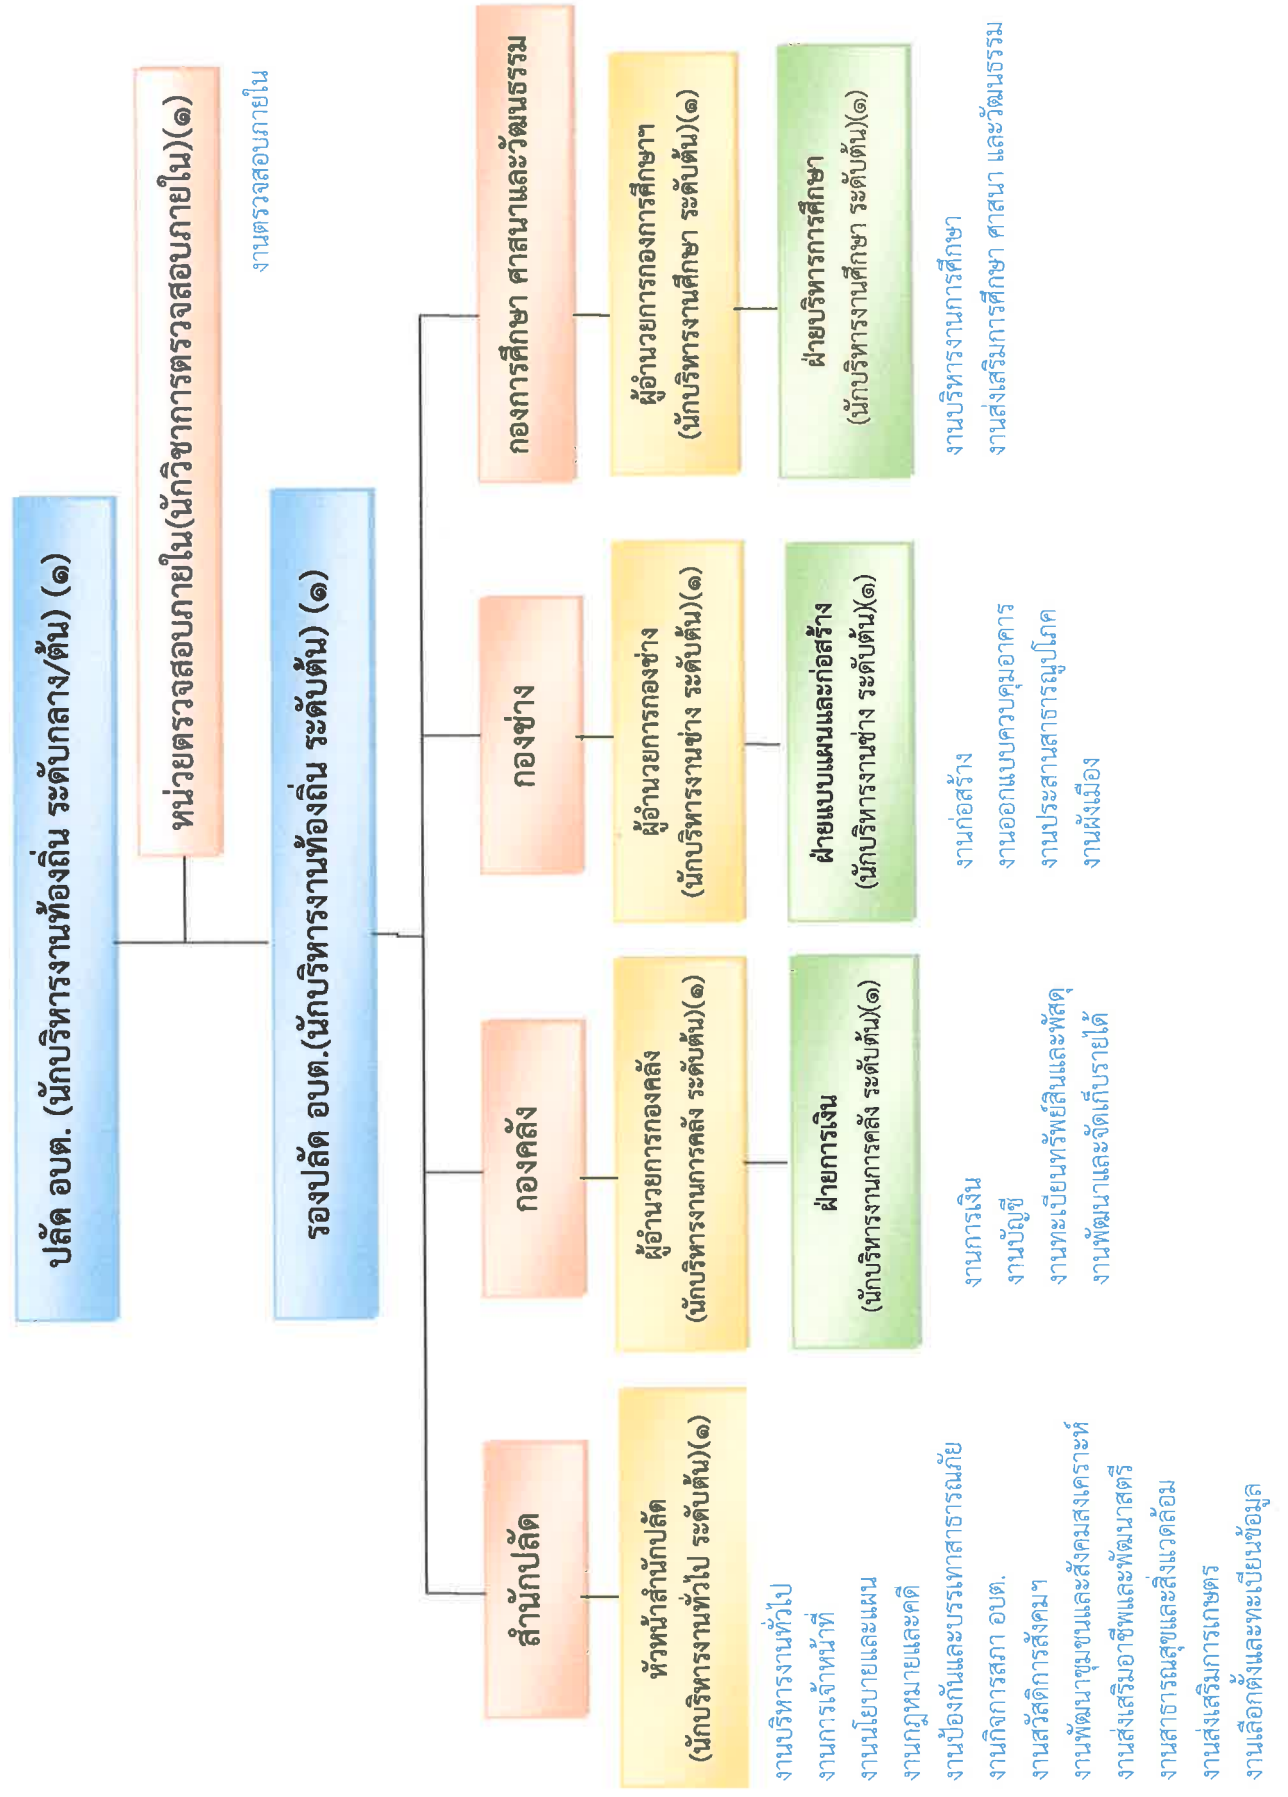 ปลัด อบต. (นักบริหารงานท้องถิ่น ระดับกลาง/ต้น) (๑)
หน่วยตรวจสอบภายใน(นักวิชาการตรวจสอบภายใน)(๑)
งานตรวจสอบภายใน
รองปลัด อบต.(นักบริหารงานท้องถิ่น ระดับต้น) (๑)
สำนักปลัด
หัวหน้าสำนักปลัด
(นักบริหารงานทั่วไป ระดับต้น)(๑)
งานบริหารงานทั่วไป
งานการเจ้าหน้าที่
งานนโยบายและแผน
งานกฎหมายและคดี
งานป้องกันและบรรเทาสาธารณภัย
งานกิจการสภา อบต.
งานสวัสดิการสังคมฯ
งานพัฒนาชุมชนและสังคมสงเคราะห์
งานส่งเสริมอาชีพและพัฒนาสตรี
งานสาธารณสุขและสิ่งแวดล้อม
งานส่งเสริมการเกษตร
งานเลือกตั้งและทะเบียนข้อมูล
กองคลัง
ผู้อำนวยการกองคลัง
(นักบริหารงานการคลัง ระดับต้น)(๑)
ฝ่ายการเงิน
(นักบริหารงานการคลัง ระดับต้น)(๑)
งานการเงิน
งานบัญชี
งานทะเบียนทรัพย์สินและพัสดุ
งานพัฒนาและจัดเก็บรายได้
กองช่าง
ผู้อำนวยการกองช่าง
(นักบริหารงานช่าง ระดับต้น)(๑)
ฝ่ายแบบแผนและก่อสร้าง
(นักบริหารงานช่าง ระดับต้น)(๑)
งานก่อสร้าง
งานออกแบบควบคุมอาคาร
งานประสานสาธารณูปโภค
งานผังเมือง
กองการศึกษา ศาสนาและวัฒนธรรม
ผู้อำนวยการกองการศึกษาฯ
(นักบริหารงานศึกษา ระดับต้น)(๑)
ฝ่ายบริหารการศึกษา
(นักบริหารงานศึกษา ระดับต้น)(๑)
งานบริหารงานการศึกษา
งานส่งเสริมการศึกษา ศาสนา และวัฒนธรรม